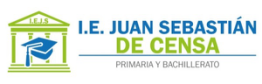 I.E.J.S
I.E. JUAN SEBASTIÁN
DE CENSA
PRIMARIA Y BACHILLERATO